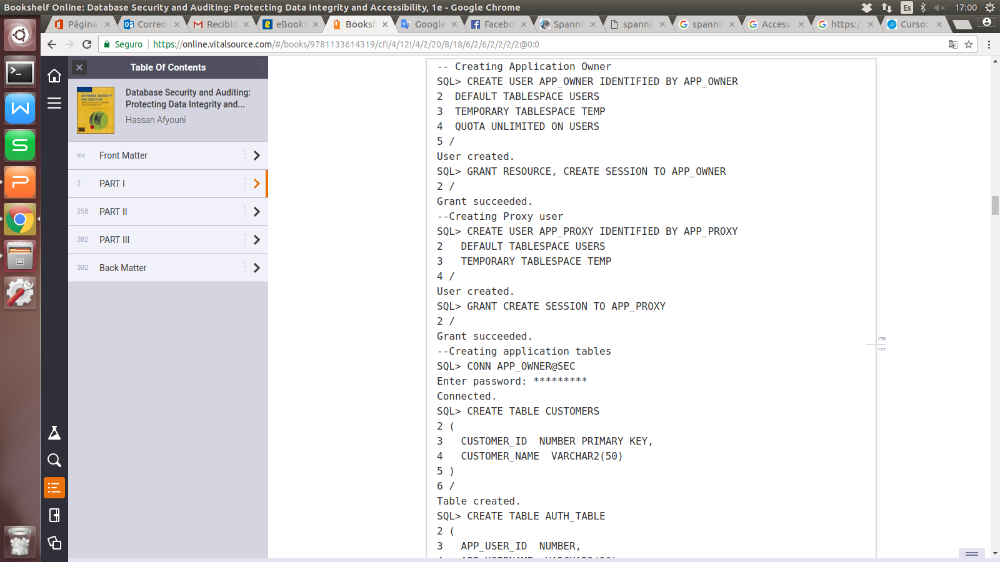 Bookshelf Online: Database Security and Auditing: Protecting Data Integrity and Accessibility, 1e - Google Chrome
Es
17:00
Página
Correo
Recibid
eBooks
Booksh
Google
Facebo
Spannin
spannin
spannin
Access
https:/
Curso:
Seguro
https://online.vitalsource.com/#/books/9781133614319/cfi/4/12!/4/2/20/8/18/6/2/6/2/2/2/2@0:0
Table Of Contents
Database Security and Auditing:
Protecting Data Integrity and...
Hassan Afyouni
xiv Front Matter
2 PART I
258 PART II
382 PART III
392 Back Matter
-- Creating Application Owner
SQL> CREATE USER APP_OWNER IDENTIFIED BY APP_OWNER
2 DEFAULT TABLESPACE USERS
3 TEMPORARY TABLESPACE TEMP
4 QUOTA UNLIMITED ON USERS
5 /
User created.
SQL> GRANT RESOURCE, CREATE SESSION TO APP_OWNER
2 /
Grant succeeded.
--Creating Proxy user
SQL> CREATE USER APP_PROXY IDENTIFIED BY APP_PROXY
2 DEFAULT TABLESPACE USERS
3 TEMPORARY TABLESPACE TEMP
4 /
User created.
SQL> GRANT CREATE SESSION TO APP_PROXY
2 /
Grant succeeded.
--Creating application tables
SQL> CONN APP_OWNER@SEC
Enter password: *********
Connected.
SQL> CREATE TABLE CUSTOMERS
2 (
3 CUSTOMER_ID NUMBER PRIMARY KEY,
4 CUSTOMER_NAME VARCHAR2(50)
5 )
6 /
Table created.
SQL> CREATE TABLE AUTH_TABLE
2 (
3 APP_USER_ID NUMBER,
4 APP_USERNAME VARCHAR2(20)
176
177